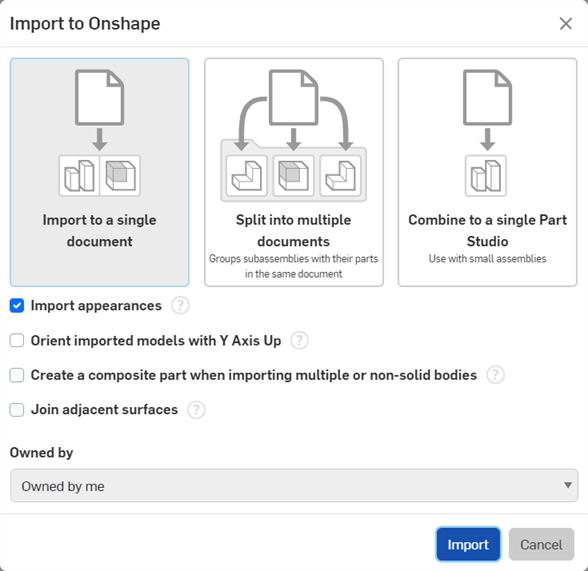 Import to Onshape
Import to a single
document
Split into multiple
documents
Groups subassemblies with their parts
in the same document
Combine to a single Part
Studio
Use with small assemblies
Import appearances ?
Orient imported models with Y Axis Up ?
Create a composite part when importing multiple or non-solid bodies ?
Join adjacent surfaces ?
Owned by
Owned by me
Import Cancel